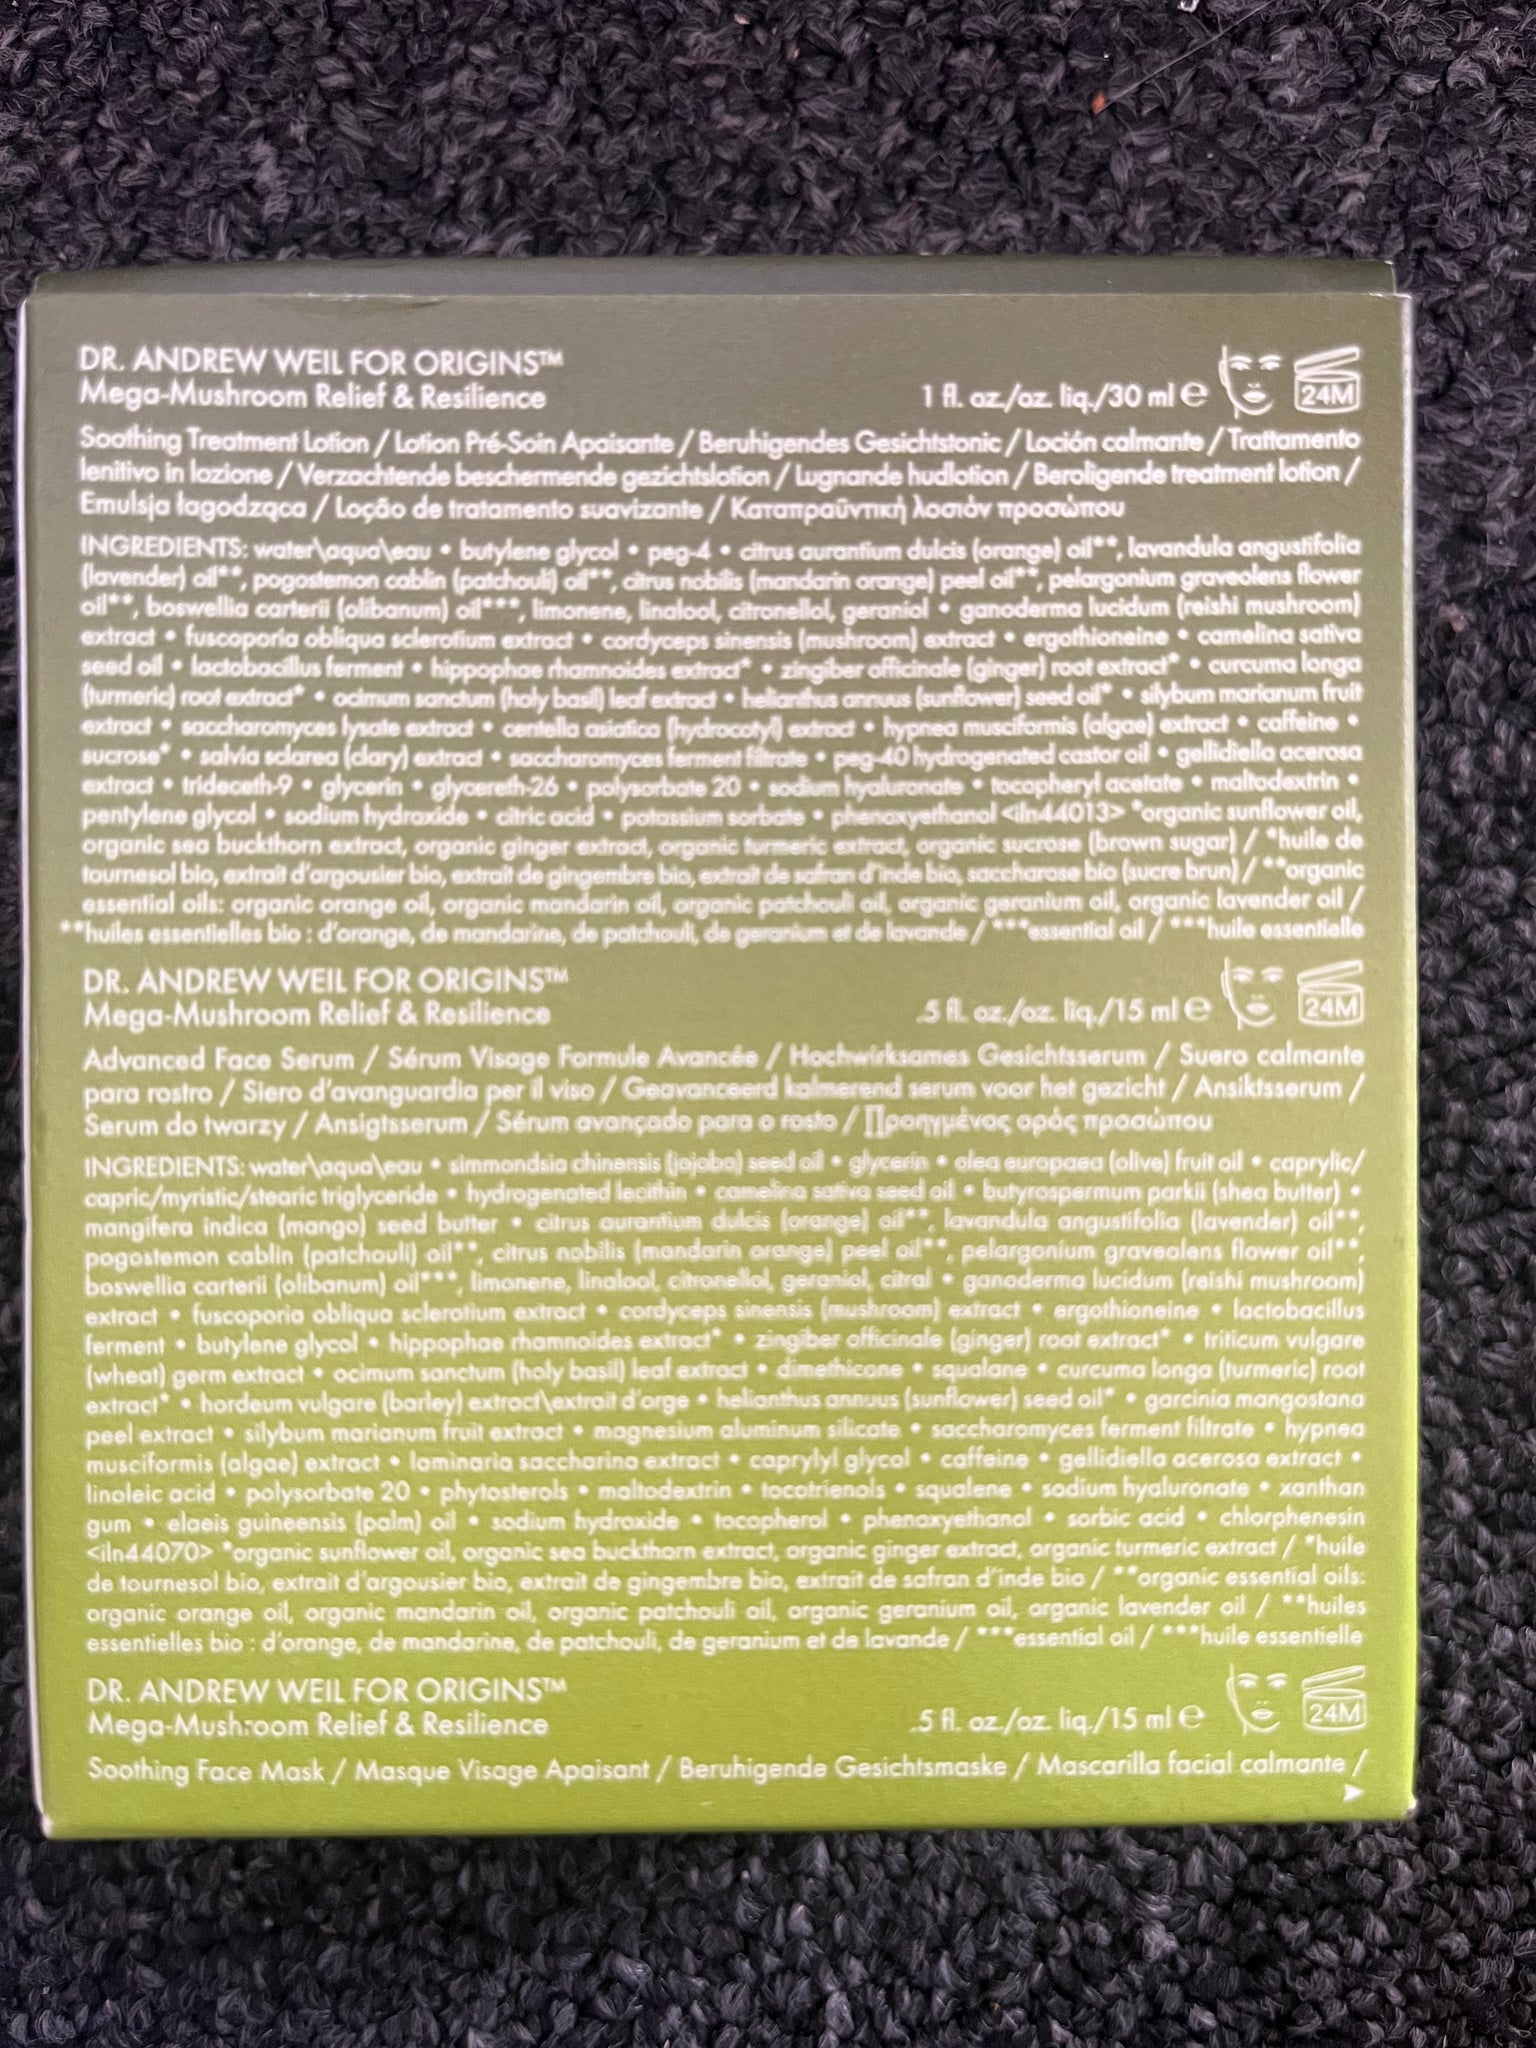 DR. ANDREW WEIL FOR ORIGINS™
Mega-Mushroom Relief & Resilience 1 fl. oz./oz. liq./30 ml ℮ 24M
Soothing Treatment Lotion / Lotion Pré-Soin Apaisante / Beruhigendes Gesichtstonic / Loción calmante / Trattamento
lenitivo in lozione / Verzachtende beschermende gezichtslotion / Lugnande hudlotion / Beroligende treatment lotion /
Emulsja łagodząca / Loção de tratamento suavizante / Καταπραΰντική λοσιόν προσώπου
INGREDIENTS: water\aqua\eau • butylene glycol • peg-4 • citrus aurantium dulcis (orange) oil**, lavandula angustifolia
(lavender) oil**, pogostemon cablin (patchouli) oil**, citrus nobilis (mandarin orange) peel oil**, pelargonium graveolens flower
oil**, boswellia carterii (olibanum) oil***, limonene, linalool, citronellol, geraniol • ganoderma lucidum (reishi mushroom)
extract • fuscoporia obliqua sclerotium extract • cordyceps sinensis (mushroom) extract • ergothioneine • camelina sativa
seed oil • lactobacillus ferment • hippophae rhamnoides extract* • zingiber officinale (ginger) root extract* • curcuma longa
(turmeric) root extract* • ocimum sanctum (holy basil) leaf extract • helianthus annuus (sunflower) seed oil* • silybum marianum fruit
extract • saccharomyces lysate extract • centella asiatica (hydrocotyl) extract • hypnea musciformis (algae) extract • caffeine •
sucrose* • salvia sclarea (clary) extract • saccharomyces ferment filtrate • peg-40 hydrogenated castor oil • gellidiella acerosa
extract • trideceth-9 • glycerin • glycereth-26 • polysorbate 20 • sodium hyaluronate • tocopheryl acetate • maltodextrin •
pentylene glycol • sodium hydroxide • citric acid • potassium sorbate • phenoxyethanol <iln44013> *organic sunflower oil,
organic sea buckthorn extract, organic ginger extract, organic turmeric extract, organic sucrose (brown sugar) / *huile de
tournesol bio, extrait d'argousier bio, extrait de gingembre bio, extrait de safran d'inde bio, saccharose bio (sucre brun) / **organic
essential oils: organic orange oil, organic mandarin oil, organic patchouli oil, organic geranium oil, organic lavender oil /
**huiles essentielles bio : d'orange, de mandarine, de patchouli, de geranium et de lavande / ***essential oil / ***huile essentielle
DR. ANDREW WEIL FOR ORIGINS™
Mega-Mushroom Relief & Resilience .5 fl. oz./oz. liq./15 ml ℮ 24M
Advanced Face Serum / Sérum Visage Formule Avancée / Hochwirksames Gesichtsserum / Suero calmante
para rostro / Siero d'avanguardia per il viso / Geavanceerd kalmerend serum voor het gezicht / Ansiktsserum /
Serum do twarzy / Ansigtsserum / Sérum avançado para o rosto / Προηγμένος ορός προσώπου
INGREDIENTS: water\aqua\eau • simmondsia chinensis (jojoba) seed oil • glycerin • olea europaea (olive) fruit oil • caprylic/
capric/myristic/stearic triglyceride • hydrogenated lecithin • camelina sativa seed oil • butyrospermum parkii (shea butter) •
mangifera indica (mango) seed butter • citrus aurantium dulcis (orange) oil**, lavandula angustifolia (lavender) oil**,
pogostemon cablin (patchouli) oil**, citrus nobilis (mandarin orange) peel oil**, pelargonium graveolens flower oil**,
boswellia carterii (olibanum) oil***, limonene, linalool, citronellol, geraniol, citral • ganoderma lucidum (reishi mushroom)
extract • fuscoporia obliqua sclerotium extract • cordyceps sinensis (mushroom) extract • ergothioneine • lactobacillus
ferment • butylene glycol • hippophae rhamnoides extract* • zingiber officinale (ginger) root extract* • triticum vulgare
(wheat) germ extract • ocimum sanctum (holy basil) leaf extract • dimethicone • squalane • curcuma longa (turmeric) root
extract* • hordeum vulgare (barley) extract\extrait d'orge • helianthus annuus (sunflower) seed oil* • garcinia mangostana
peel extract • silybum marianum fruit extract • magnesium aluminum silicate • saccharomyces ferment filtrate • hypnea
musciformis (algae) extract • laminaria saccharina extract • caprylyl glycol • caffeine • gellidiella acerosa extract •
linoleic acid • polysorbate 20 • phytosterols • maltodextrin • tocotrienols • squalene • sodium hyaluronate • xanthan
gum • elaeis guineensis (palm) oil • sodium hydroxide • tocopherol • phenoxyethanol • sorbic acid • chlorphenesin
<iln44070> *organic sunflower oil, organic sea buckthorn extract, organic ginger extract, organic turmeric extract / *huile
de tournesol bio, extrait d'argousier bio, extrait de gingembre bio, extrait de safran d'inde bio / **organic essential oils:
organic orange oil, organic mandarin oil, organic patchouli oil, organic geranium oil, organic lavender oil / **huiles
essentielles bio : d'orange, de mandarine, de patchouli, de geranium et de lavande / ***essential oil / ***huile essentielle
DR. ANDREW WEIL FOR ORIGINS™
Mega-Mushroom Relief & Resilience .5 fl. oz./oz. liq./15 ml ℮ 24M
Soothing Face Mask / Masque Visage Apaisant / Beruhigende Gesichtsmaske / Mascarilla facial calmante /